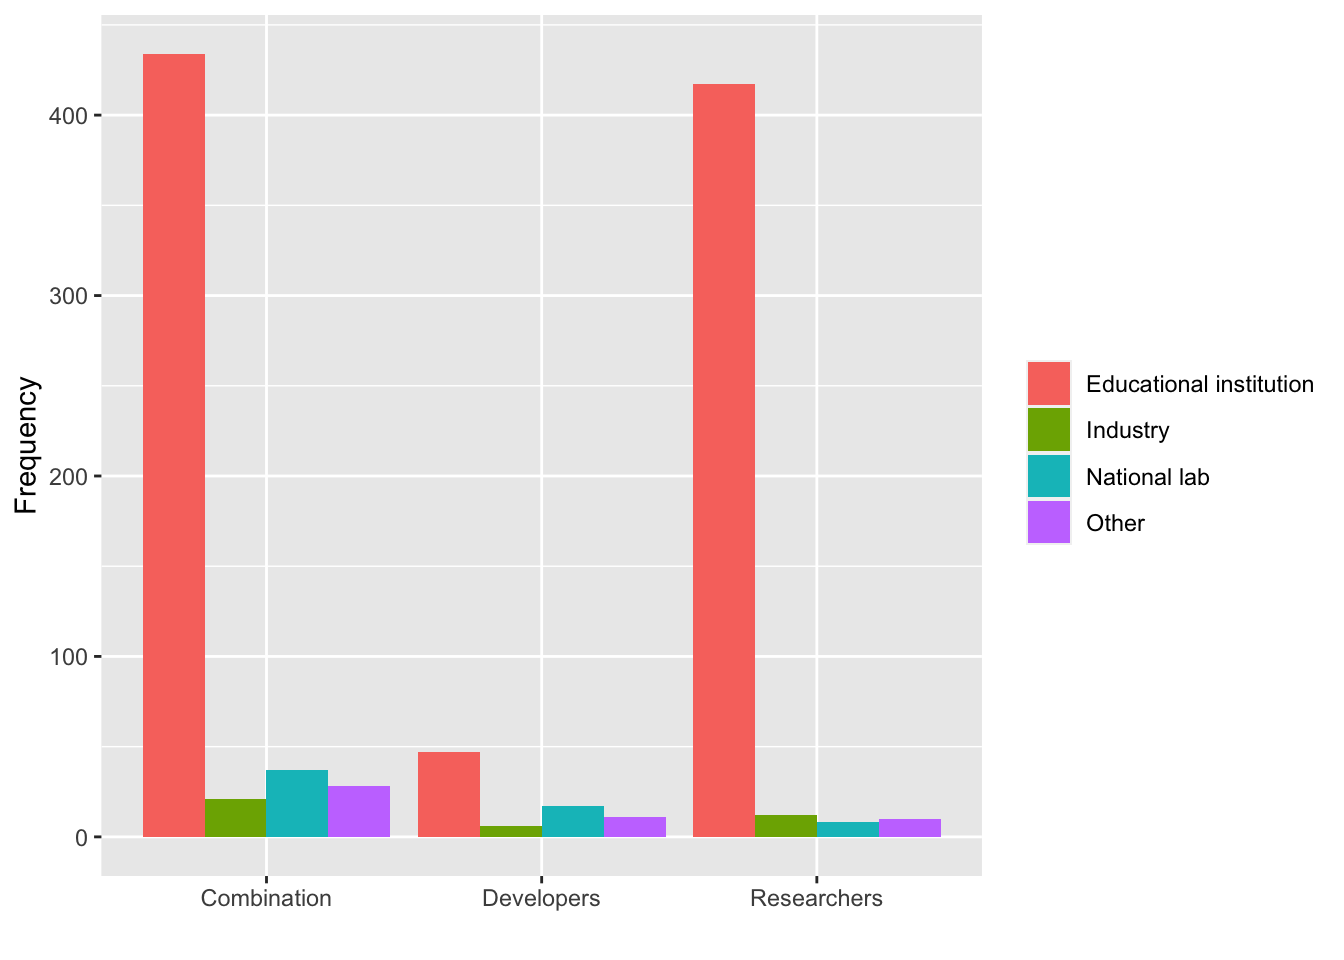 Frequency
400
300
200
100
0
Combination
Developers
Researchers
Educational institution
Industry
National lab
Other